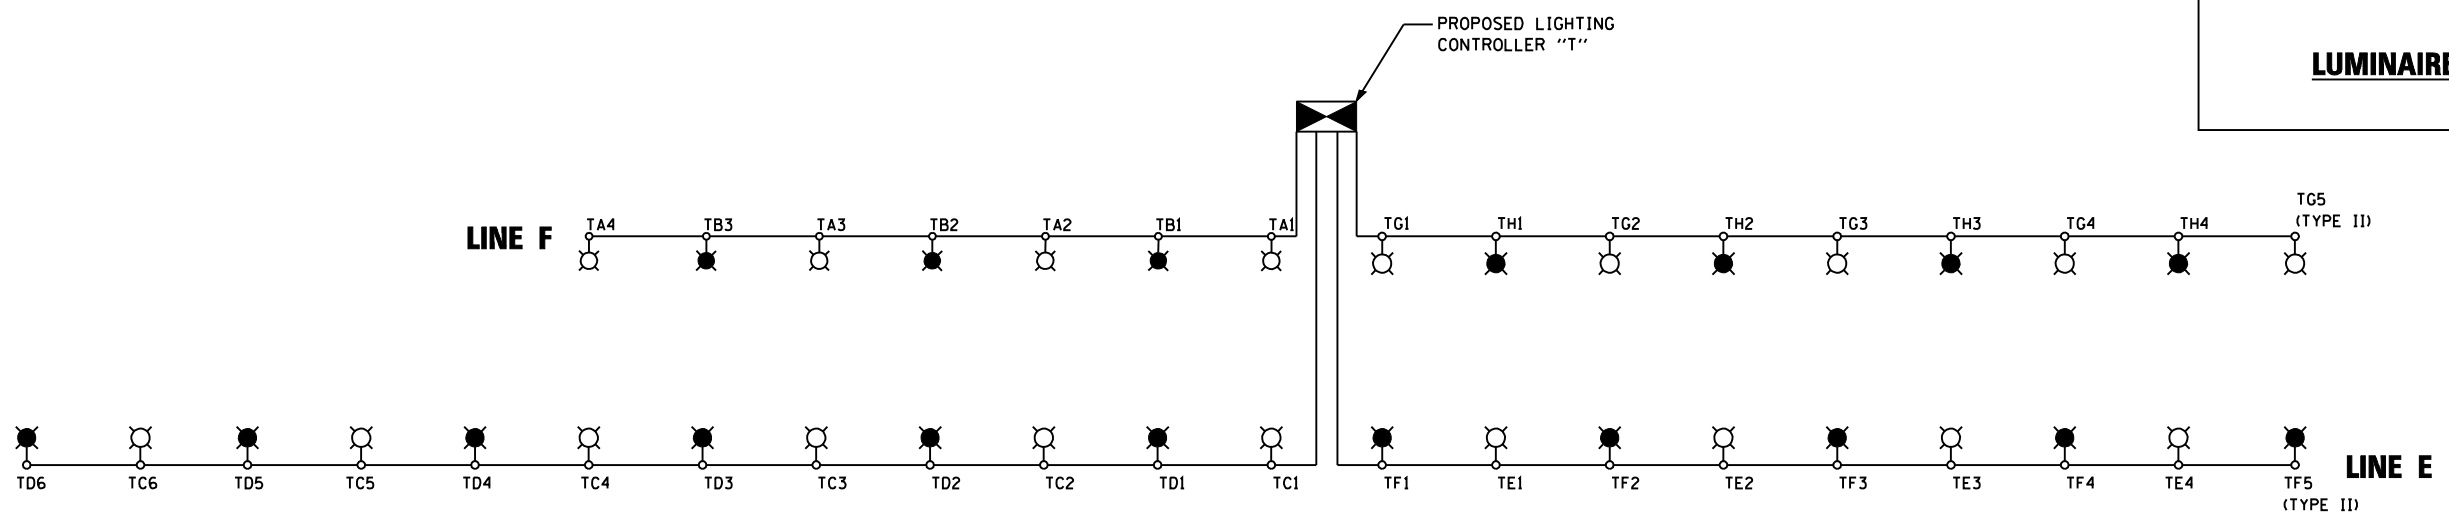 PROPOSED LIGHTING
CONTROLLER "T"
LUMINAIRE
LINE F
TA4 TB3 TA3 TB2 TA2 TB1 TA1 TG1 TH1 TG2 TH2 TG3 TH3 TG4 TH4 TG5
(TYPE II)
TD6 TC6 TD5 TC5 TD4 TC4 TD3 TC3 TD2 TC2 TD1 TC1 TF1 TE1 TF2 TE2 TF3 TE3 TF4 TE4 TF5
(TYPE II)
LINE E